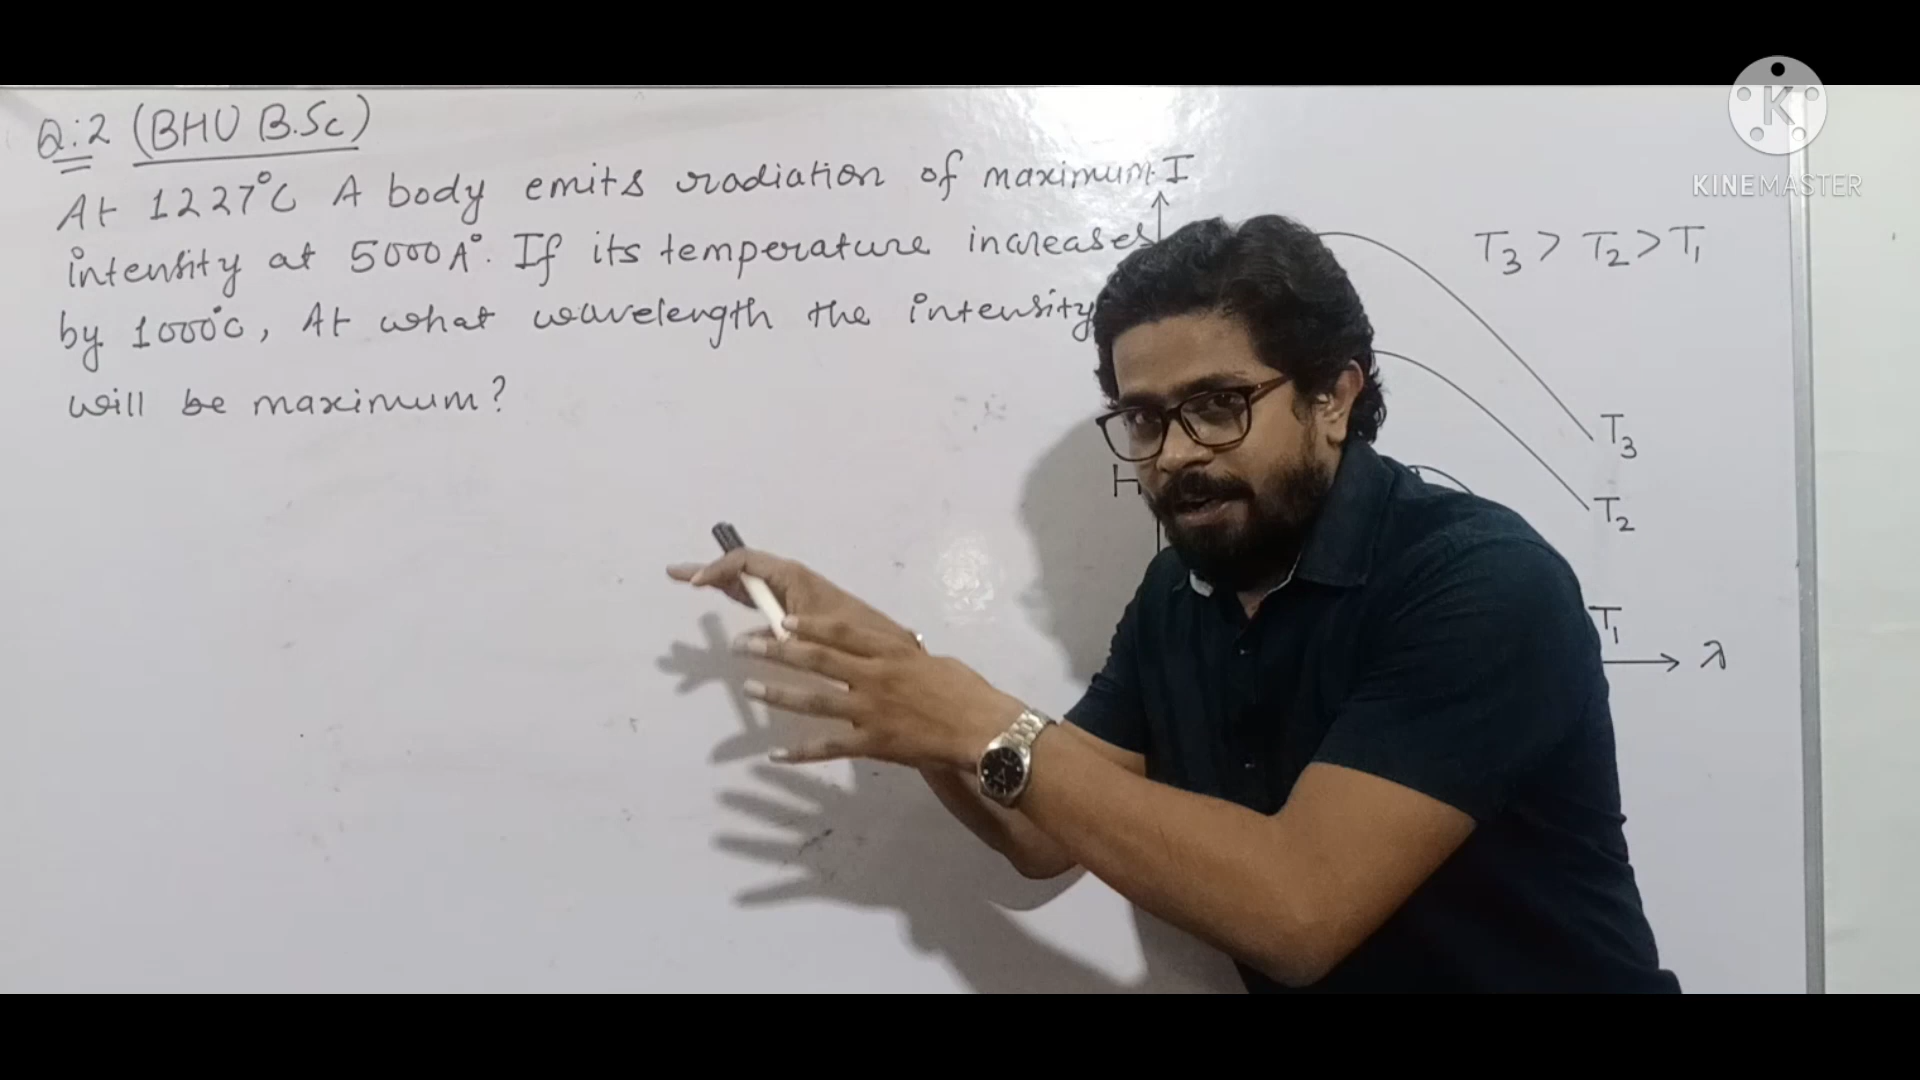 Q:2 (BHU B.Sc)
At 1227°C A body emits radiation of maximum
intensity at 5000A°. If its temperature increases
by 1000°C, At what wavelength the intensity
will be maximum?
I
T3 > T2 > T1
T3
H
T2
T1
λ
K
KINEMASTER